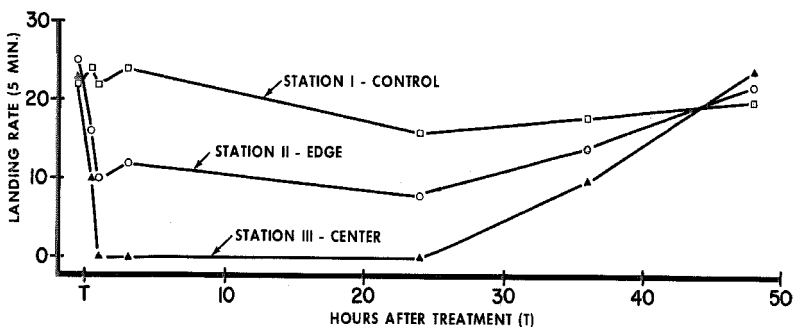 30
20
10
0
LANDING RATE (5 MIN.)
STATION I - CONTROL
STATION II - EDGE
STATION III - CENTER
T
10
20
30
40
50
HOURS AFTER TREATMENT (T)